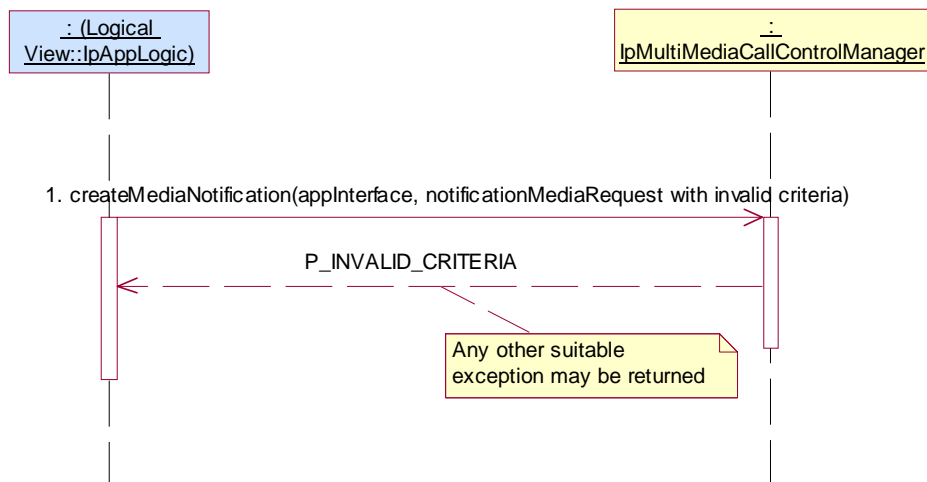 : (Logical
View::IpAppLogic)
:
IpMultiMediaCallControlManager
1. createMediaNotification(appInterface, notificationMediaRequest with invalid criteria)
P_INVALID_CRITERIA
Any other suitable
exception may be returned